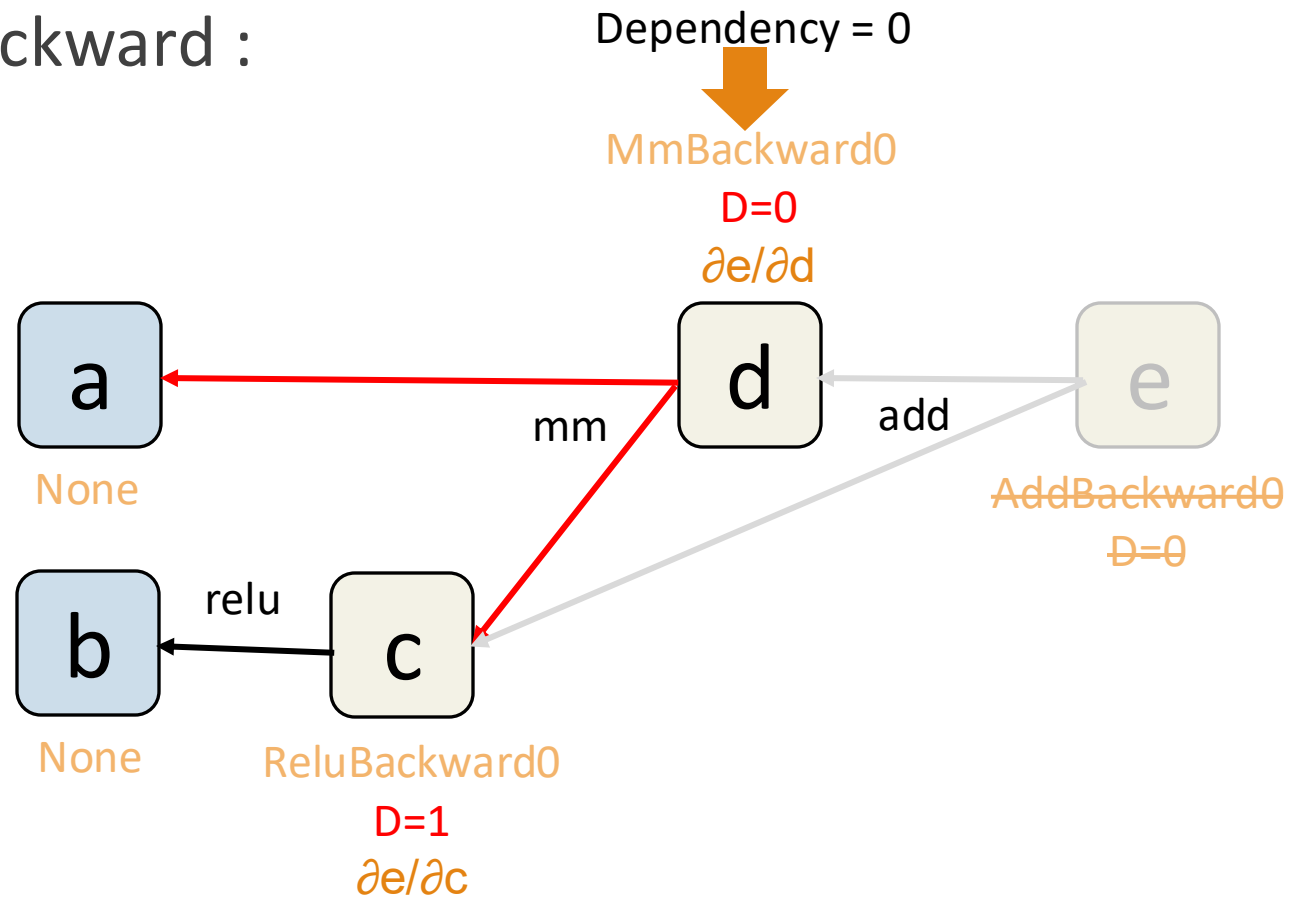 ckward :
Dependency = 0
MmBackward0
D=0
∂e/∂d
a
d
e
mm
add
None
AddBackward0
D=0
b
relu
c
None
ReluBackward0
D=1
∂e/∂c